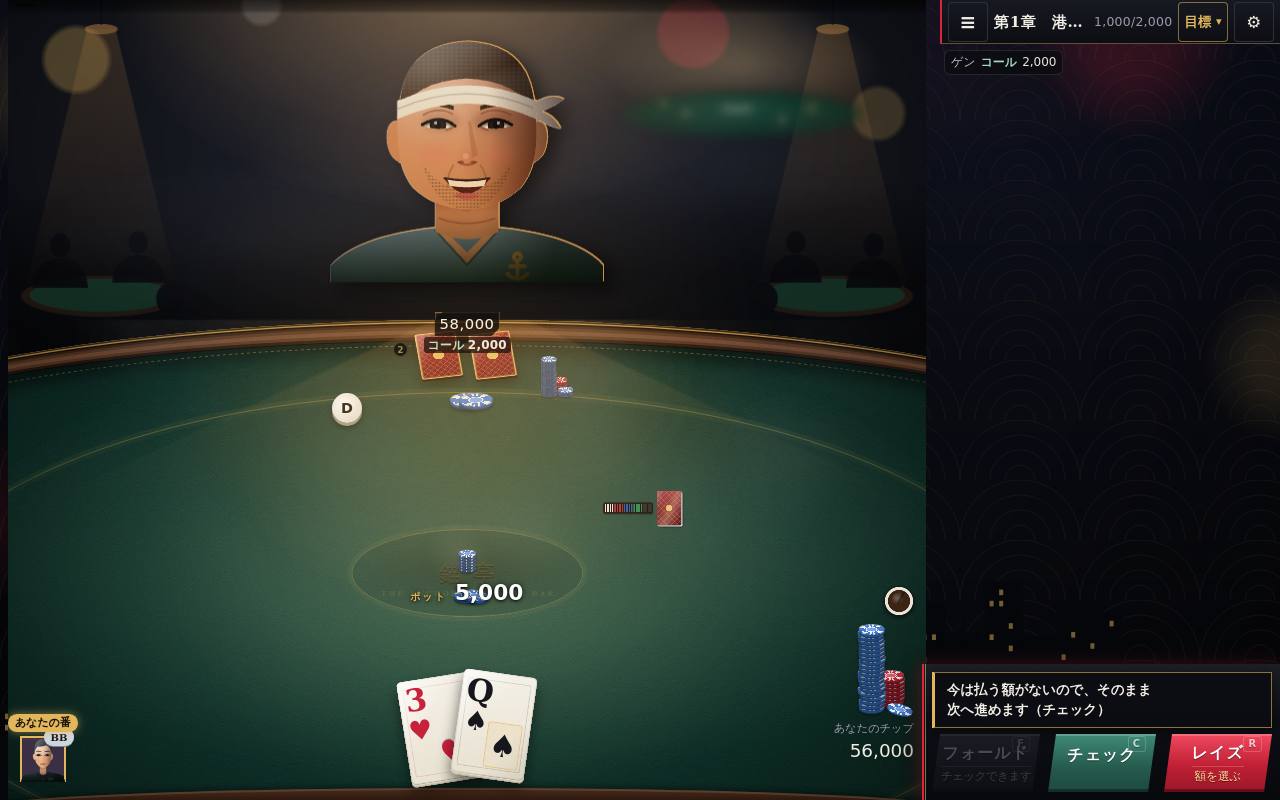 ☰ 第1章 港… 1,000/2,000 目標 ▾ ⚙
ゲン コール 2,000
58,000
コール 2,000
2
D
ポット 5,000
3
Q
あなたの番
BB
あなたのチップ
56,000
今は払う額がないので、そのまま
次へ進めます（チェック）
フォールド F
チェックできます
チェック C
レイズ R
額を選ぶ